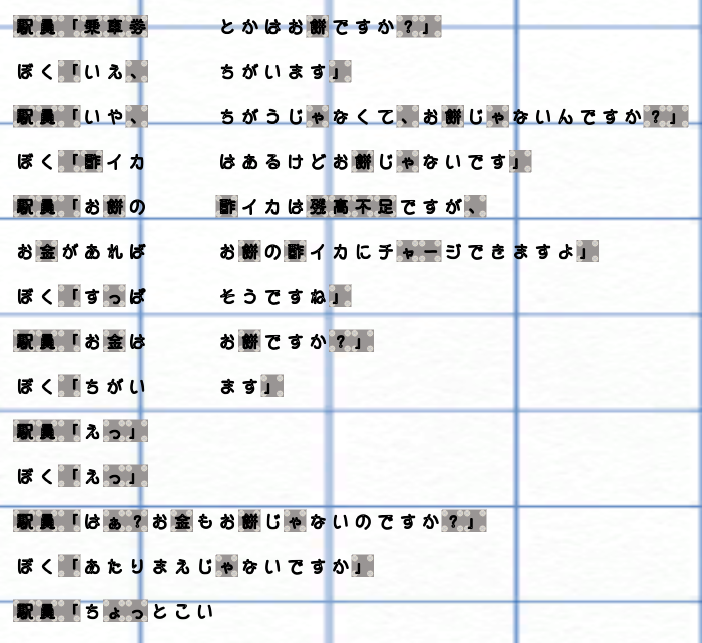 駅員「乗車券とかはお餅ですか?」
ぼく「いえ、ちがいます」
駅員「いや、ちがうじゃなくて、お餅じゃないんですか?」
ぼく「酢イカはあるけどお餅じゃないです」
駅員「お餅の酢イカは残高不足ですが、
お金があればお餅の酢イカにチャージできますよ」
ぼく「すっぱそうですね」
駅員「お金はお餅ですか?」
ぼく「ちがいます」
駅員「えっ」
ぼく「えっ」
駅員「はぁ?お金もお餅じゃないのですか?」
ぼく「あたりまえじゃないですか」
駅員「ちょっとこい